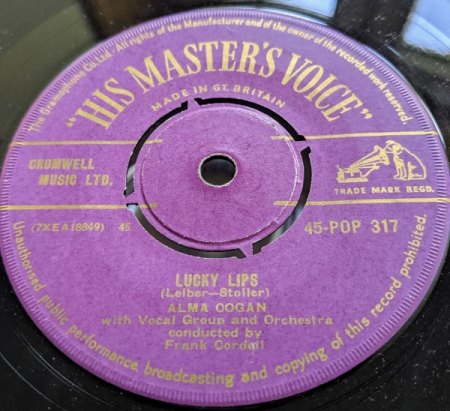 The Gramophone Co. Ltd. All rights of the Manufacturer and of the owner of the recorded work reserved.
"HIS MASTER'S VOICE"
MADE IN GT. BRITAIN
CROMWELL
MUSIC LTD.
TRADE MARK REGD.
(7XEA18849) 45
45-POP 317
LUCKY LIPS
(Leiber—Stoller)
ALMA COGAN
with Vocal Group and Orchestra
conducted by
Frank Cordell
Unauthorised public performance, broadcasting and copying of this record prohibited.